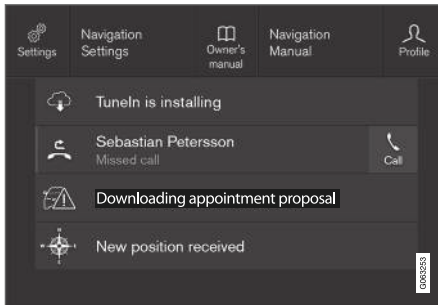 Settings
Navigation
Settings
Owner's
manual
Navigation
Manual
Profile
TuneIn is installing
Sebastian Petersson
Missed call
Call
Downloading appointment proposal
New position received
G063253